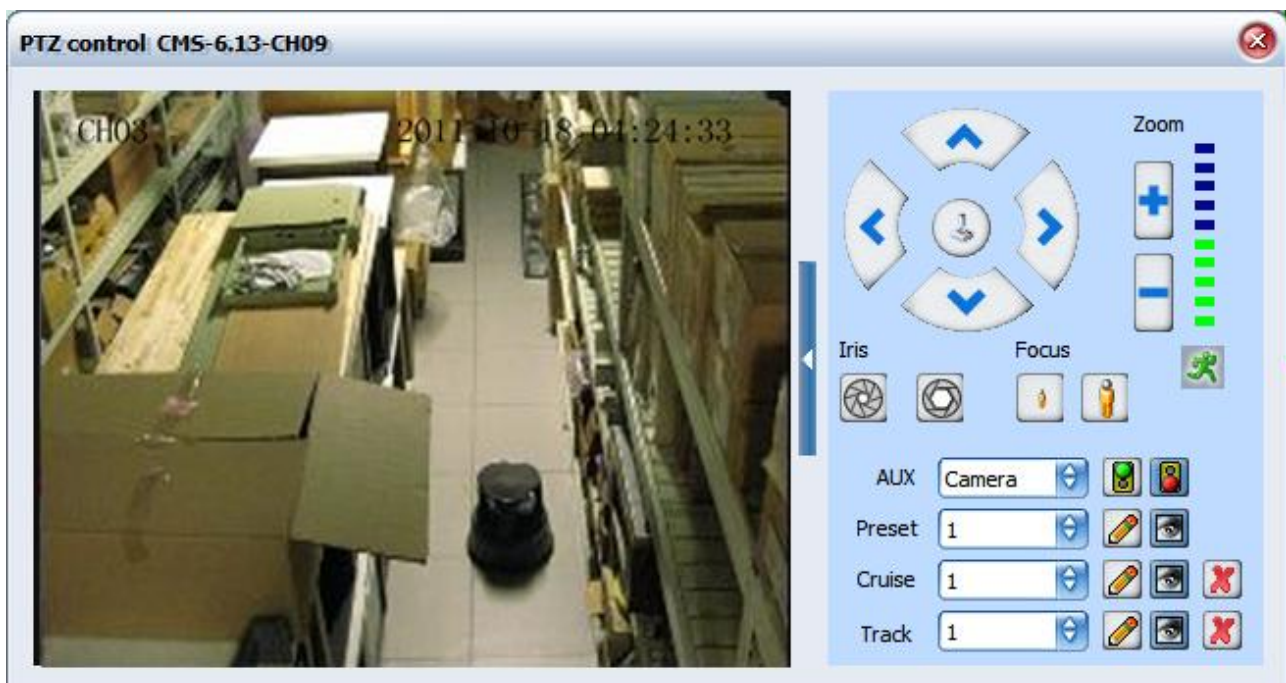 PTZ control CMS-6.13-CH09
CH03 2011-10-18 04:24:33
Zoom
Iris Focus
AUX Camera
Preset 1
Cruise 1
Track 1